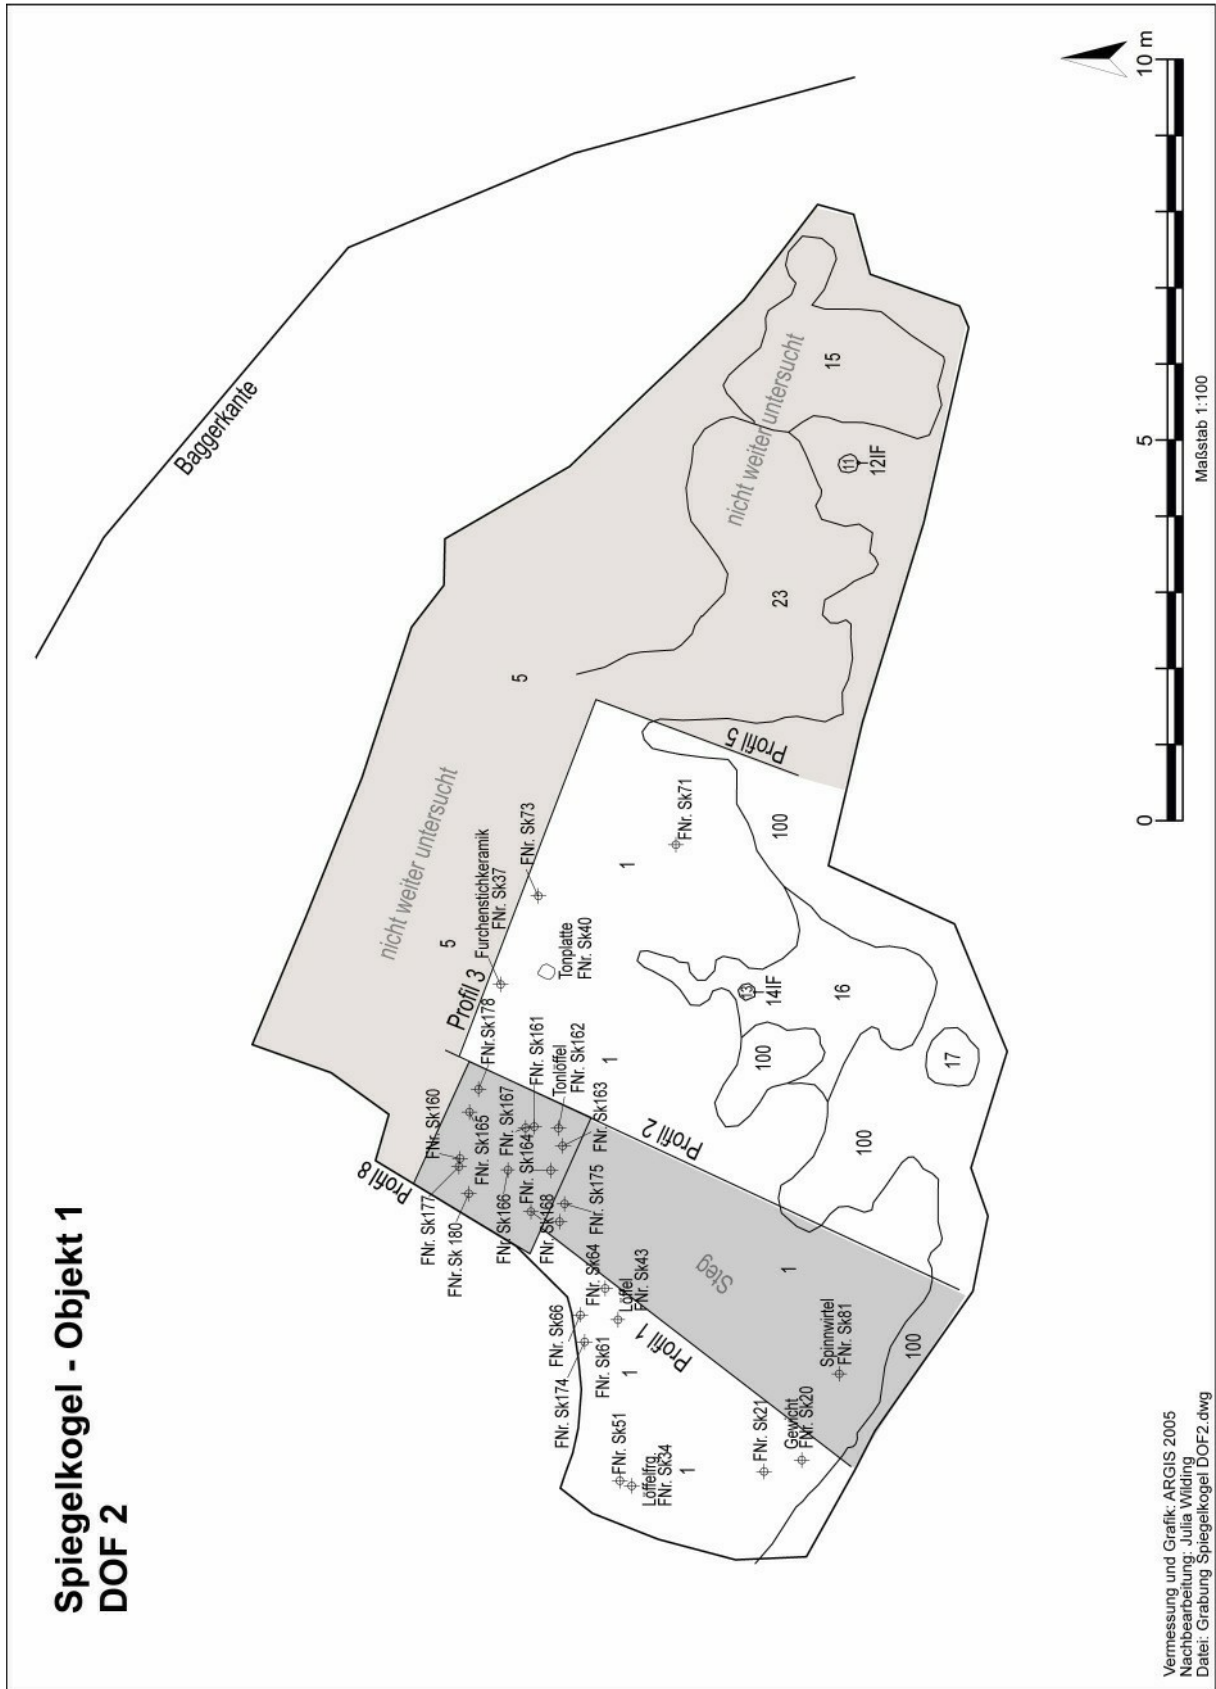 Spiegelkogel - Objekt 1
DOF 2
Baggerkante
nicht weiter untersucht
5
5
nicht weiter untersucht
15
11
12IF
23
Profil 5
Profil 3
Furchenstichkeramik
FNr. Sk37
FNr. Sk73
FNr. Sk71
1
100
Tonplatte
FNr. Sk40
13
14IF
16
100
17
100
1
Profil 2
Profil 8
FNr. Sk160
FNr.Sk178
FNr. Sk165
FNr. Sk177
FNr.Sk 180
FNr. Sk167
FNr. Sk161
FNr. Sk166
FNr. Sk164
Tonlöffel
FNr. Sk162
FNr. Sk163
FNr. Sk168
FNr. Sk175
FNr. Sk64
Löffel
FNr. Sk43
FNr. Sk66
FNr. Sk61
FNr. Sk174
1
Profil 1
Steg
1
FNr. Sk51
Löffelfrg.
FNr. Sk34
1
FNr. Sk21
Gewicht
FNr. Sk20
Spinnwirtel
FNr. Sk81
100
0
5
10 m
Maßstab 1:100
Vermessung und Grafik: ARGIS 2005
Nachbearbeitung: Julia Wilding
Datei: Grabung Spiegelkogel DOF2.dwg